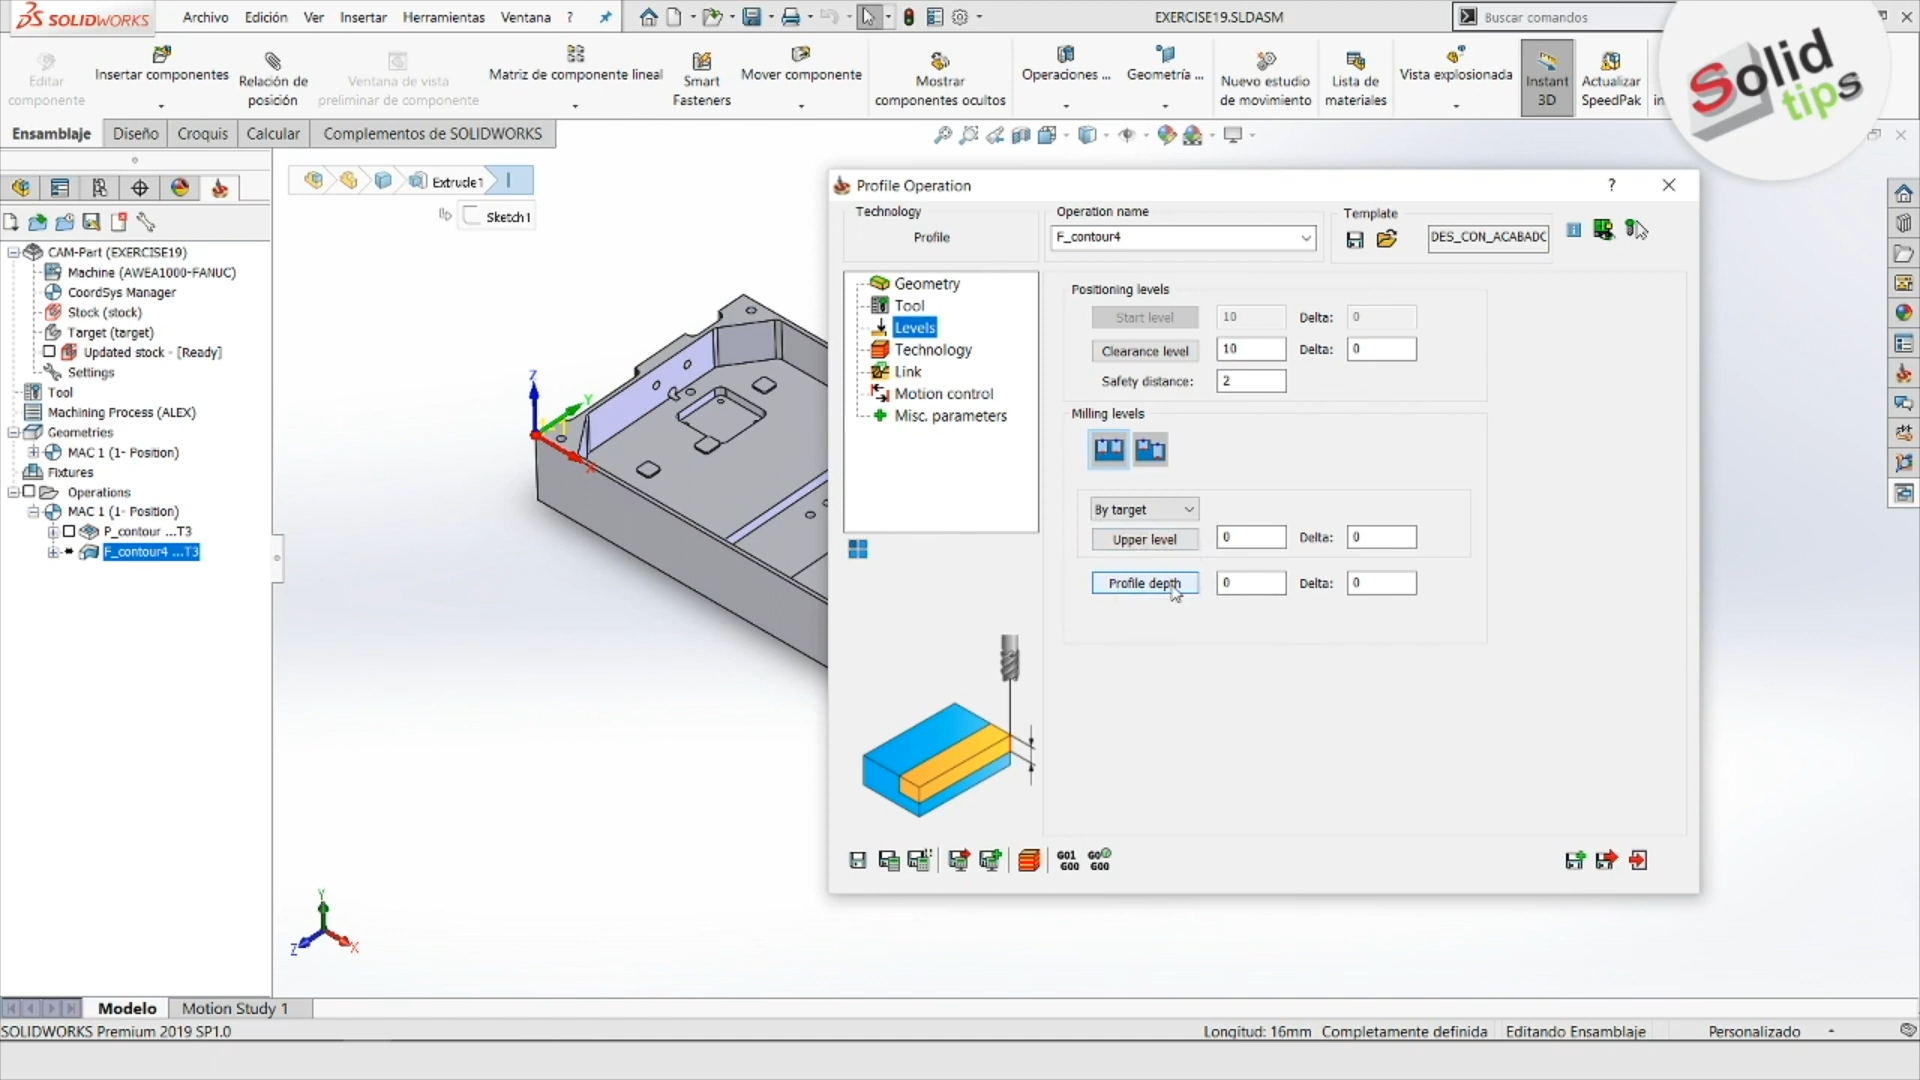 SOLIDWORKS
Archivo Edición Ver Insertar Herramientas Ventana ?
EXERCISE19.SLDASM
Buscar comandos
Editar componente
Insertar componentes
Relación de posición
Ventana de vista preliminar de componente
Matriz de componente lineal
Smart Fasteners
Mover componente
Mostrar componentes ocultos
Operaciones ...
Geometría ...
Nuevo estudio de movimiento
Lista de materiales
Vista explosionada
Instant 3D
Actualizar SpeedPak
Solid
tips
Ensamblaje Diseño Croquis Calcular Complementos de SOLIDWORKS
CAM-Part (EXERCISE19)
Machine (AWEA1000-FANUC)
CoordSys Manager
Stock (stock)
Target (target)
Updated stock - [Ready]
Settings
Tool
Machining Process (ALEX)
Geometries
MAC 1 (1- Position)
Fixtures
Operations
MAC 1 (1- Position)
P_contour ...T3
F_contour4 ...T3
Extrude1
Sketch1
Z
Y
X
Y
Z
X
Profile Operation
? 
Technology
Profile
Operation name
F_contour4
Template
DES_CON_ACABADC
Geometry
Tool
Levels
Technology
Link
Motion control
Misc. parameters
Positioning levels
Start level 10 Delta: 0
Clearance level 10 Delta: 0
Safety distance: 2
Milling levels
By target
Upper level 0 Delta: 0
Profile depth 0 Delta: 0
G01 G00
G00
Modelo Motion Study 1
SOLIDWORKS Premium 2019 SP1.0
Longitud: 16mm Completamente definida Editando Ensamblaje Personalizado